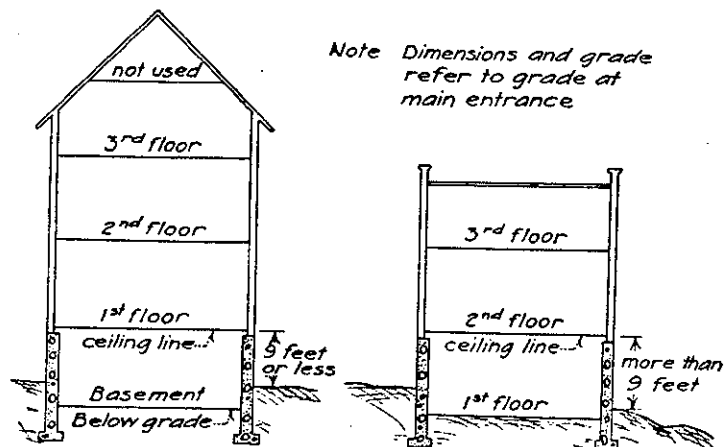 not used
3rd floor
2nd floor
1st floor
ceiling line
9 feet
or less
Basement
Below grade
Note Dimensions and grade
refer to grade at
main entrance
3rd floor
2nd floor
ceiling line
more than
9 feet
1st floor